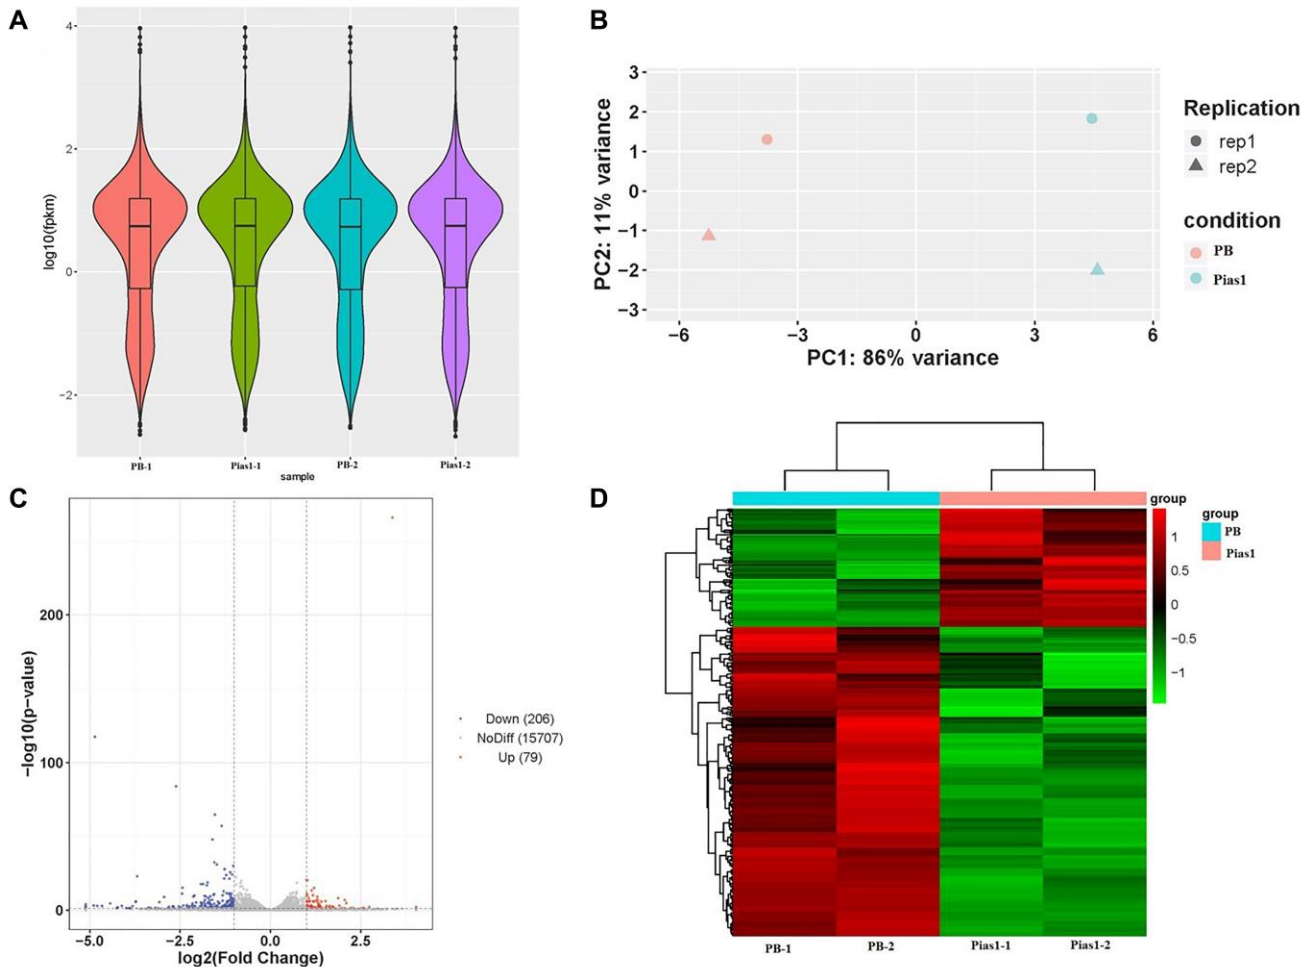 A
4
2
0
−2
log10(fpkm)
PB-1
Pias1-1
PB-2
Pias1-2
sample
B
3
2
1
0
−1
−2
−3
PC2: 11% variance
−6
−3
0
3
6
PC1: 86% variance
Replication
rep1
rep2
condition
PB
Pias1
C
200
100
0
−log10(p−value)
−5.0
−2.5
0.0
2.5
log2(Fold Change)
Down (206)
NoDiff (15707)
Up (79)
D
group
1
0.5
0
−0.5
−1
group
PB
Pias1
PB-1
PB-2
Pias1-1
Pias1-2